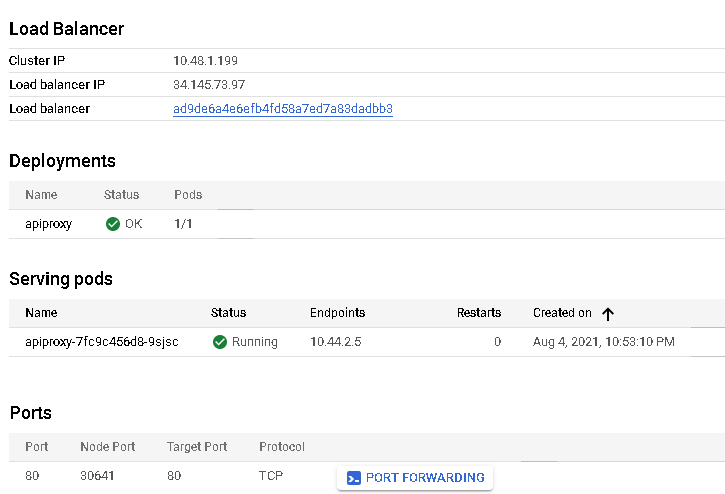 Load Balancer
Cluster IP 10.48.1.199
Load balancer IP 34.145.73.97
Load balancer ad9de6a4e6efb4fd58a7ed7a83dadbb3
Deployments
Name Status Pods
apiproxy OK 1/1
Serving pods
Name Status Endpoints Restarts Created on
apiproxy-7fc9c456d8-9sjsc Running 10.44.2.5 0 Aug 4, 2021, 10:53:10 PM
Ports
Port Node Port Target Port Protocol
80 30641 80 TCP PORT FORWARDING